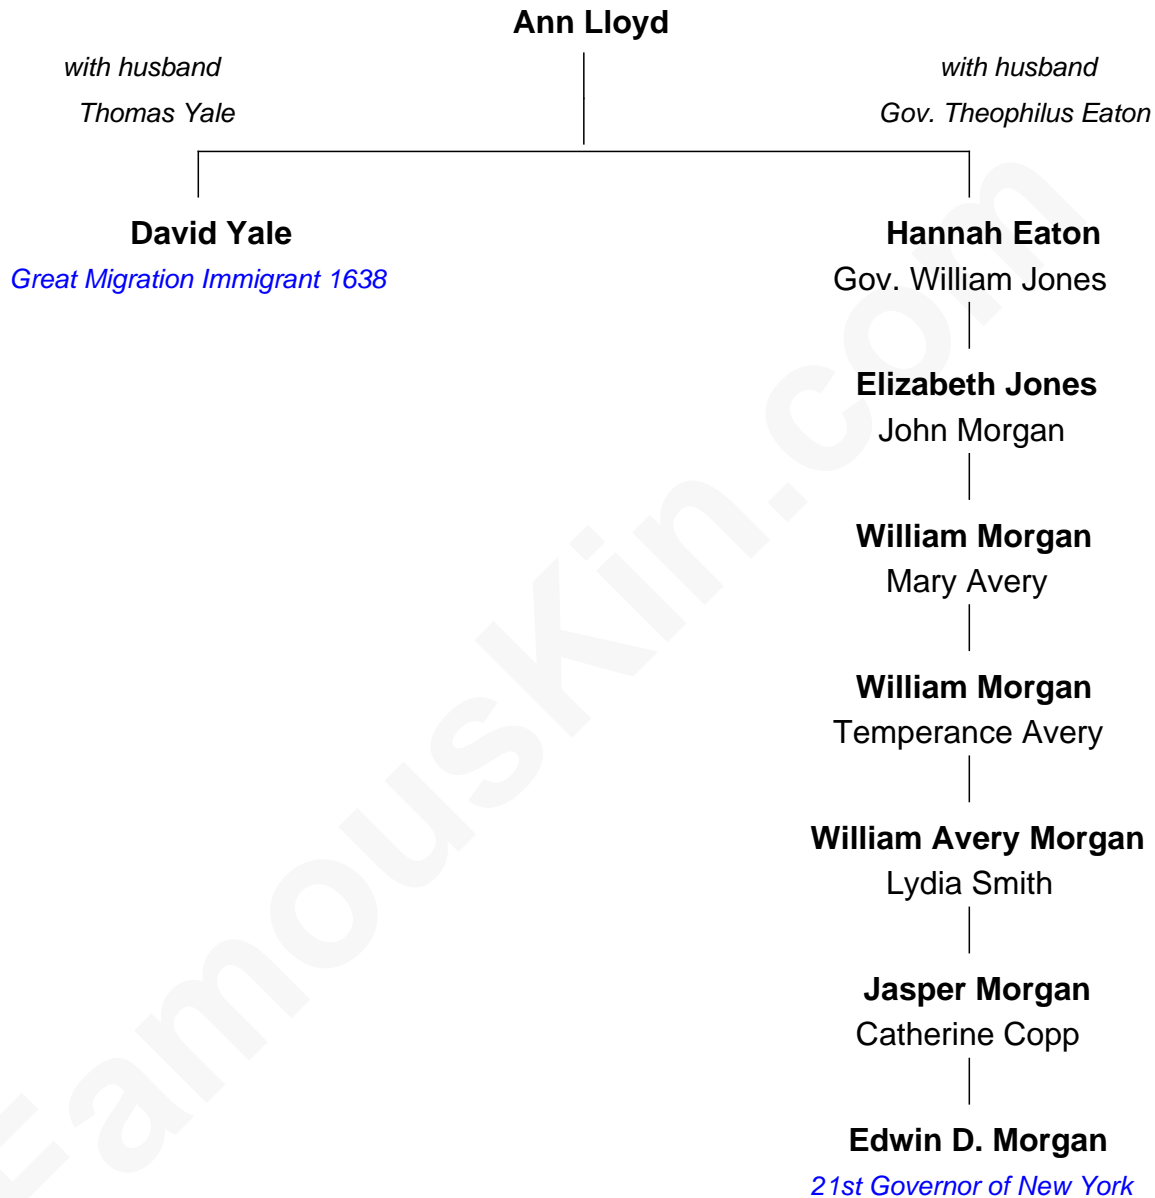 Ann Lloyd
with husband
Thomas Yale
with husband
Gov. Theophilus Eaton
David Yale
Great Migration Immigrant 1638
Hannah Eaton
Gov. William Jones
Elizabeth Jones
John Morgan
William Morgan
Mary Avery
William Morgan
Temperance Avery
William Avery Morgan
Lydia Smith
Jasper Morgan
Catherine Copp
Edwin D. Morgan
21st Governor of New York
FamousKin.com